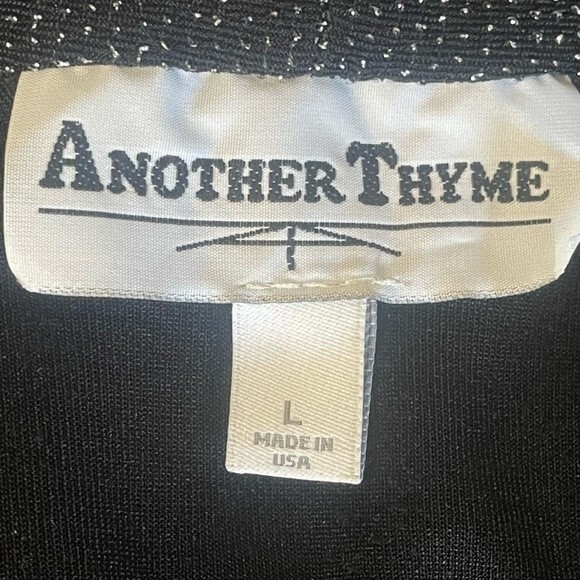 ANOTHER THYME
L
MADE IN
USA